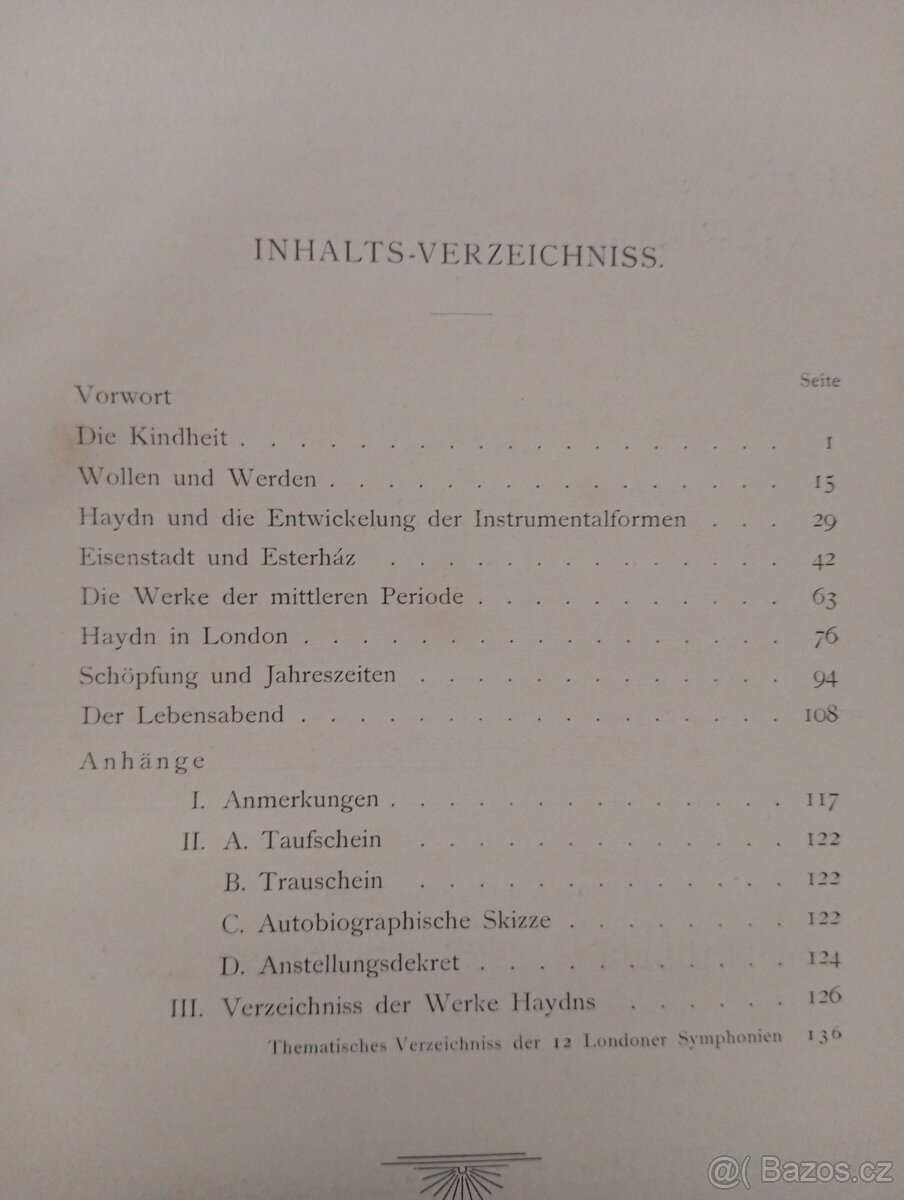 INHALTS-VERZEICHNISS.
Seite
Vorwort
Die Kindheit . . . . . . . . . . . . . . . 1
Wollen und Werden . . . . . . . . . . . . . 15
Haydn und die Entwickelung der Instrumentalformen . . . 29
Eisenstadt und Esterház . . . . . . . . . . . 42
Die Werke der mittleren Periode . . . . . . . . . 63
Haydn in London . . . . . . . . . . . . . 76
Schöpfung und Jahreszeiten . . . . . . . . . . 94
Der Lebensabend . . . . . . . . . . . . . 108
Anhänge
I. Anmerkungen . . . . . . . . . . . 117
II. A. Taufschein . . . . . . . . . . 122
B. Trauschein . . . . . . . . . . 122
C. Autobiographische Skizze . . . . . . 122
D. Anstellungsdekret . . . . . . . . 124
III. Verzeichniss der Werke Haydns . . . . . 126
Thematisches Verzeichniss der 12 Londoner Symphonien 136
@( Bazos.cz